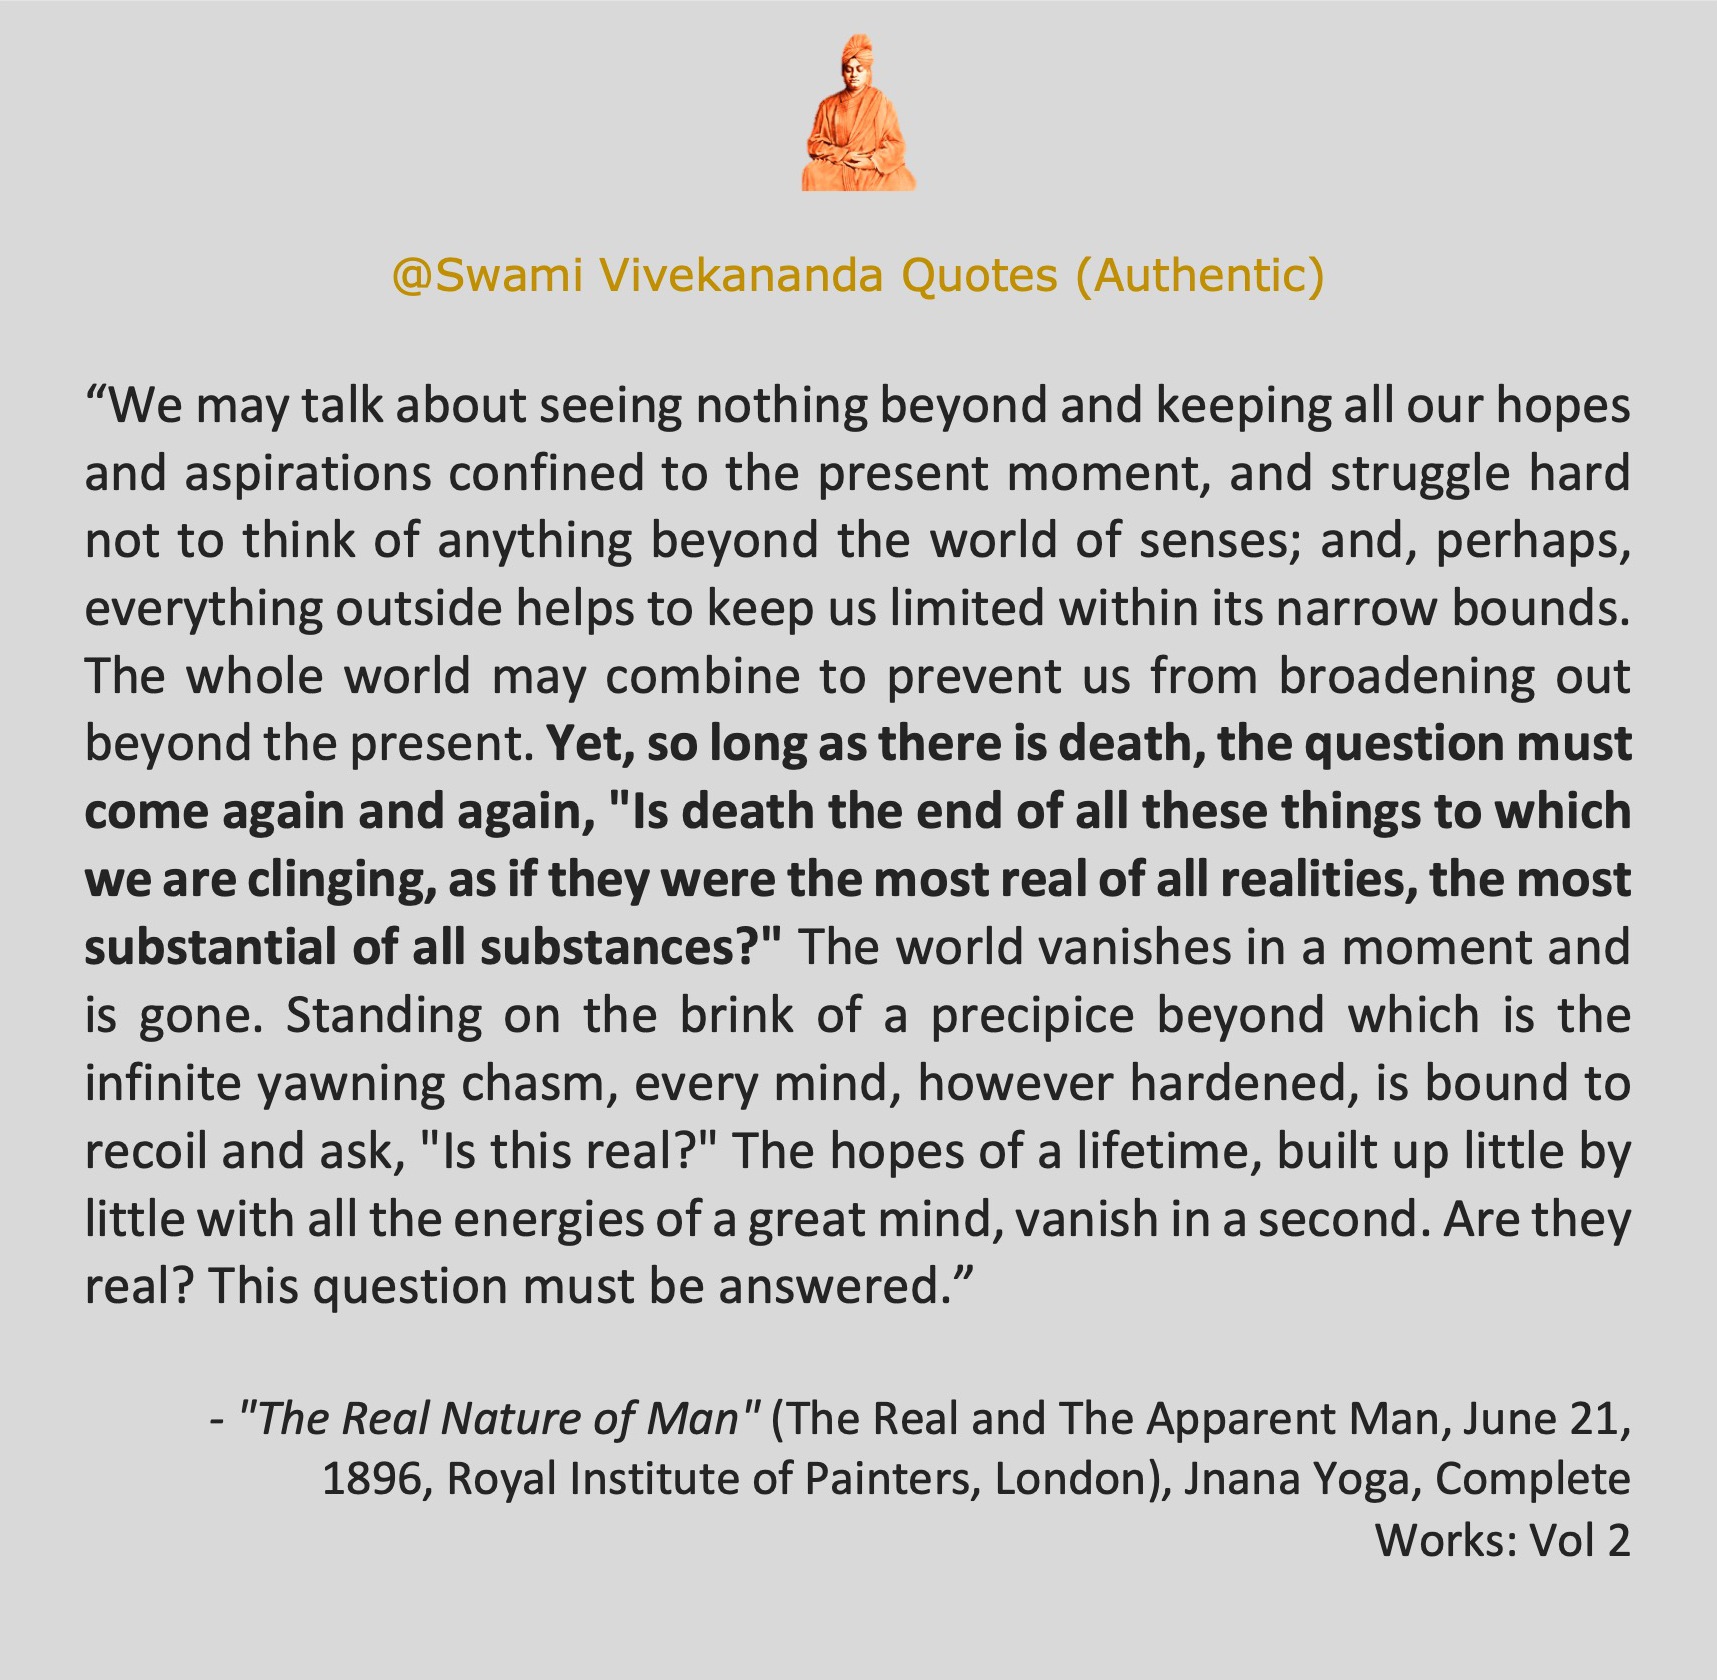 @Swami Vivekananda Quotes (Authentic)
“We may talk about seeing nothing beyond and keeping all our hopes
and aspirations confined to the present moment, and struggle hard
not to think of anything beyond the world of senses; and, perhaps,
everything outside helps to keep us limited within its narrow bounds.
The whole world may combine to prevent us from broadening out
beyond the present. Yet, so long as there is death, the question must
come again and again, "Is death the end of all these things to which
we are clinging, as if they were the most real of all realities, the most
substantial of all substances?" The world vanishes in a moment and
is gone. Standing on the brink of a precipice beyond which is the
infinite yawning chasm, every mind, however hardened, is bound to
recoil and ask, "Is this real?" The hopes of a lifetime, built up little by
little with all the energies of a great mind, vanish in a second. Are they
real? This question must be answered.”
- "The Real Nature of Man" (The Real and The Apparent Man, June 21,
1896, Royal Institute of Painters, London), Jnana Yoga, Complete
Works: Vol 2